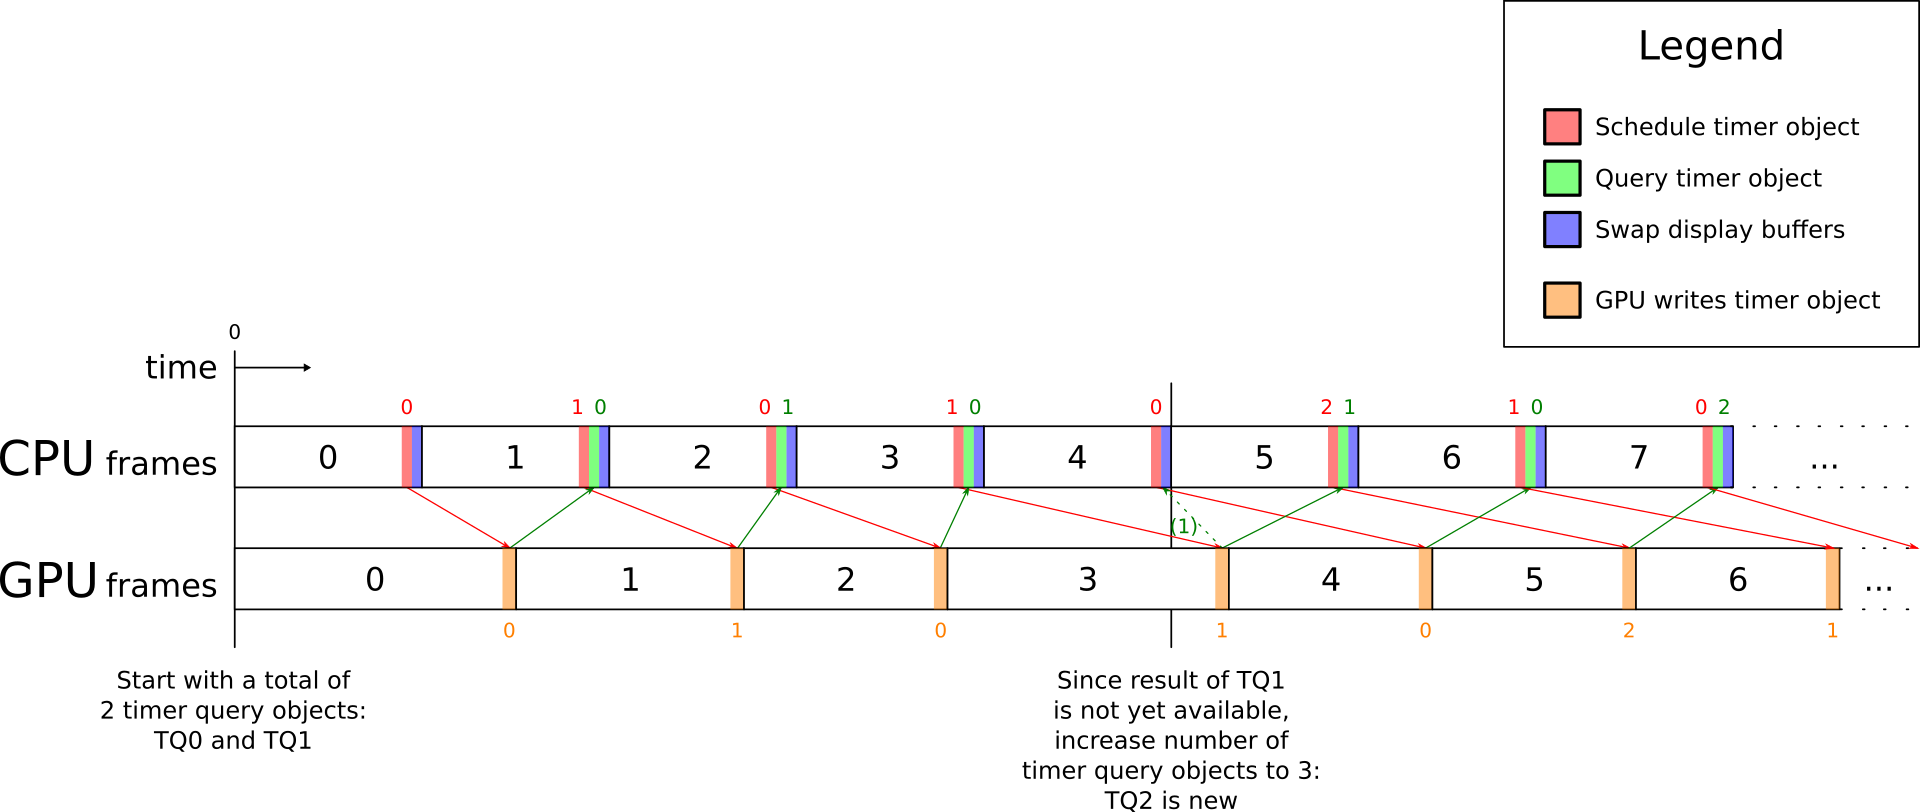 Legend
Schedule timer object
Query timer object
Swap display buffers
GPU writes timer object
0
time
0 1 0 0 1 1 0 0 2 1 1 0 0 2
CPU frames 0 1 2 3 4 5 6 7 ...
(1)
GPU frames 0 1 2 3 4 5 6 ...
0 1 0 1 0 2 1
Start with a total of
2 timer query objects:
TQ0 and TQ1
Since result of TQ1
is not yet available,
increase number of
timer query objects to 3:
TQ2 is new